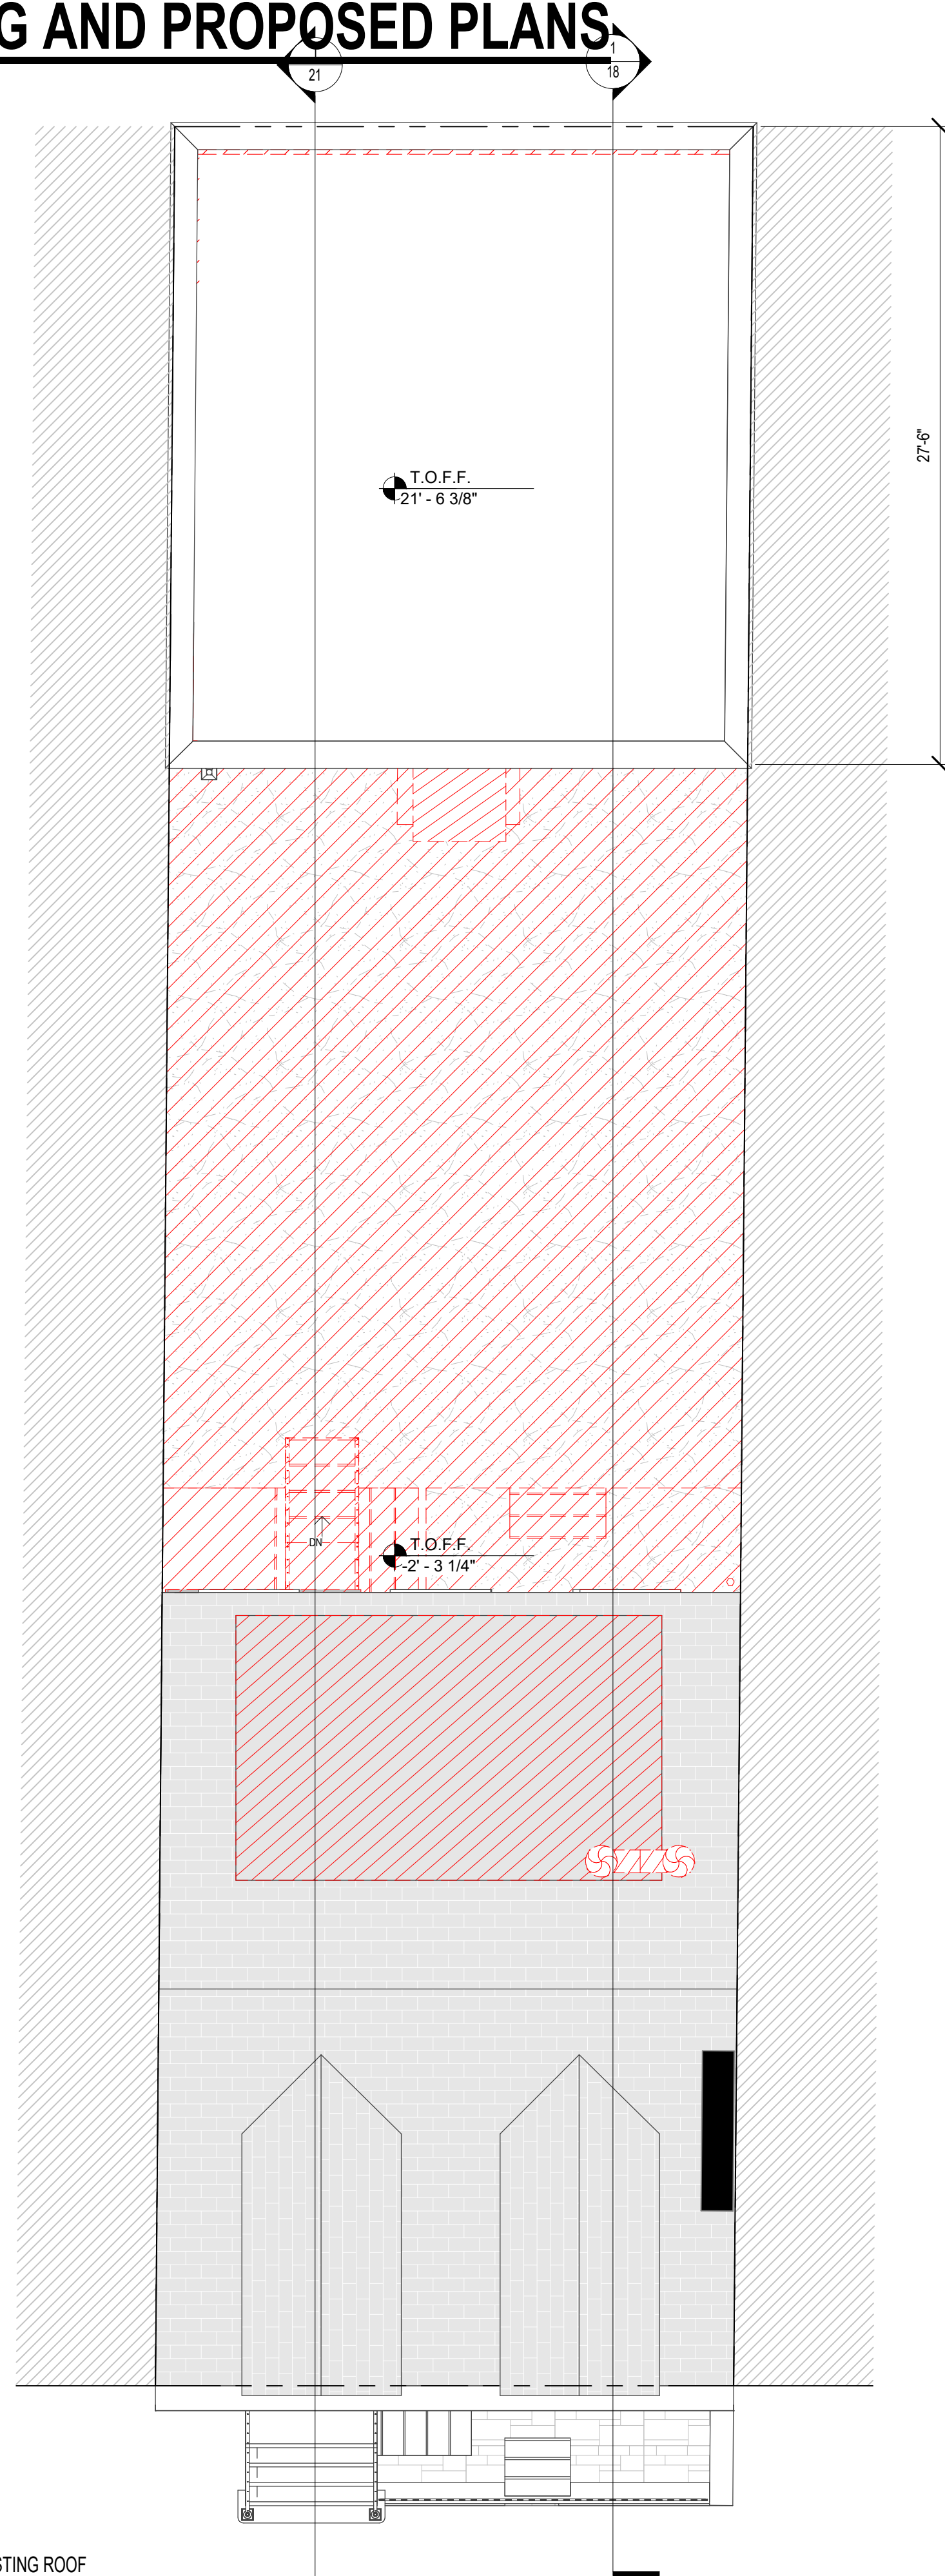 G AND PROPOSED PLANS
1
21
1
18
27'-6"
T.O.F.F.
21' - 6 3/8"
DN
T.O.F.F.
-2' - 3 1/4"
STING ROOF